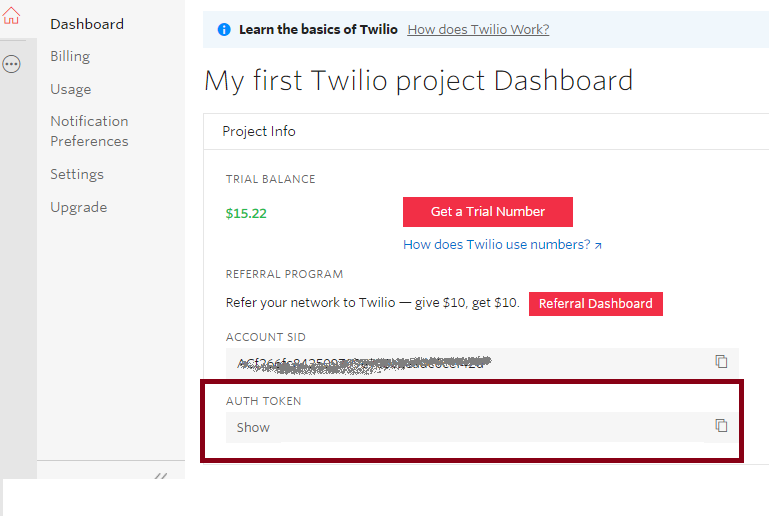 Dashboard
Billing
Usage
Notification
Preferences
Settings
Upgrade
Learn the basics of Twilio How does Twilio Work?
My first Twilio project Dashboard
Project Info
TRIAL BALANCE
$15.22
Get a Trial Number
How does Twilio use numbers?
REFERRAL PROGRAM
Refer your network to Twilio — give $10, get $10.
Referral Dashboard
ACCOUNT SID
AUTH TOKEN
Show